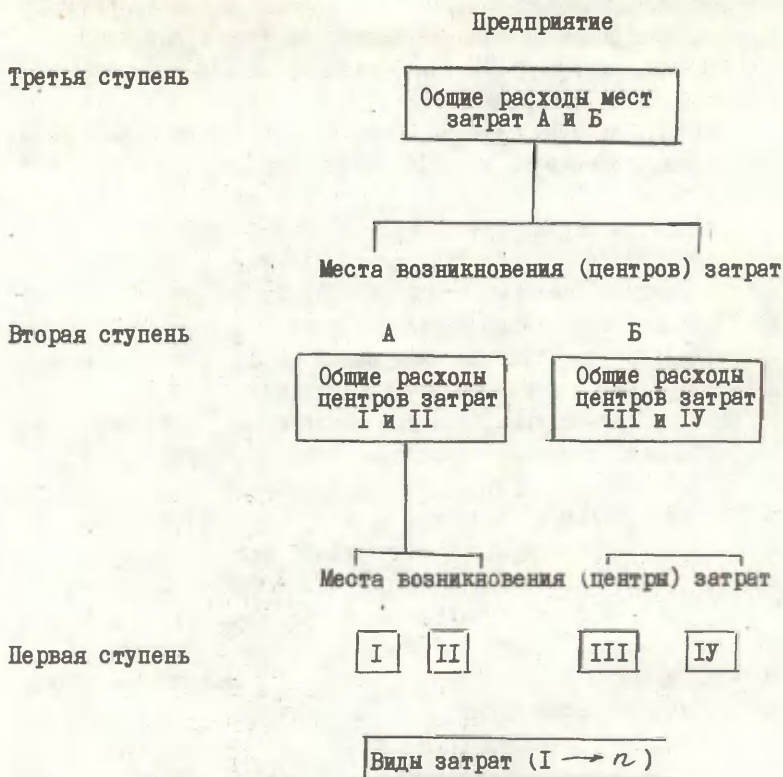 Предприятие
Третья ступень
Общие расходы мест
затрат А и Б
Места возникновения (центров) затрат
Вторая ступень
А
Б
Общие расходы
центров затрат
I и II
Общие расходы
центров затрат
III и IУ
Места возникновения (центры) затрат
Первая ступень
I
II
III
IУ
Виды затрат (I → n)